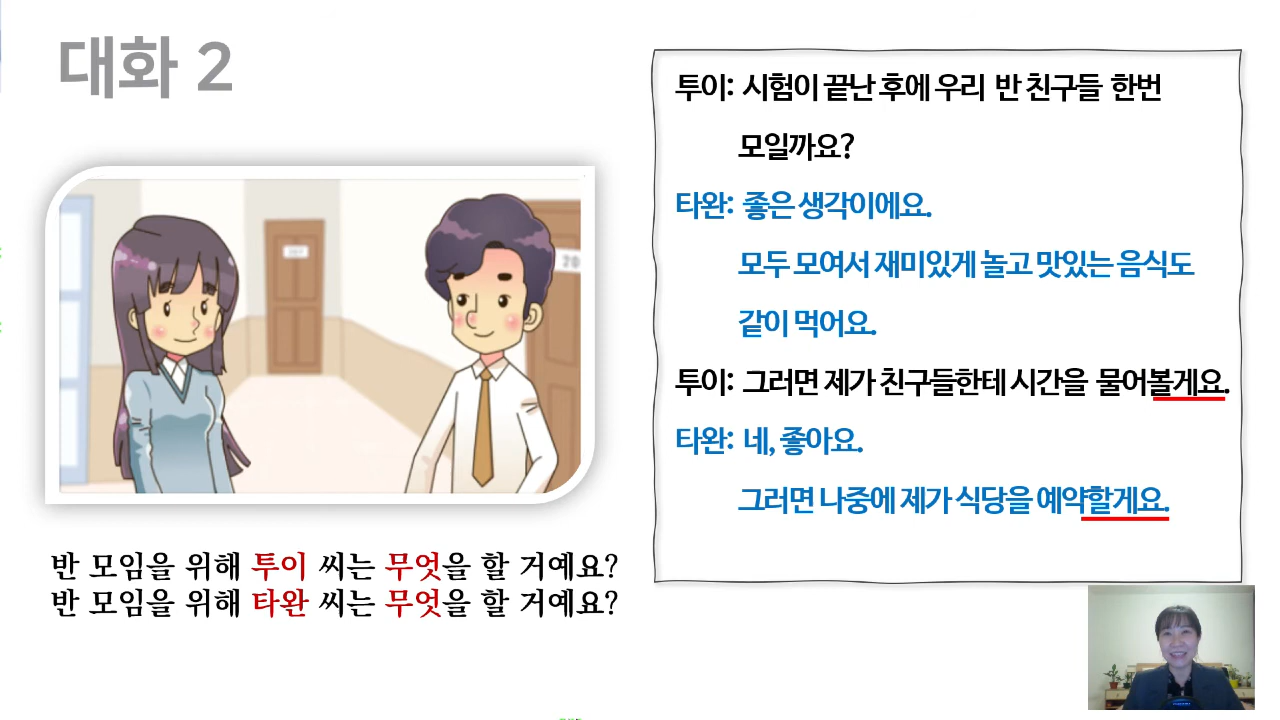 대화 2
투이: 시험이 끝난 후에 우리 반 친구들 한번
모일까요?
타완: 좋은 생각이에요.
모두 모여서 재미있게 놀고 맛있는 음식도
같이 먹어요.
투이: 그러면 제가 친구들한테 시간을 물어볼게요.
타완: 네, 좋아요.
그러면 나중에 제가 식당을 예약할게요.
반 모임을 위해 투이 씨는 무엇을 할 거예요?
반 모임을 위해 타완 씨는 무엇을 할 거예요?